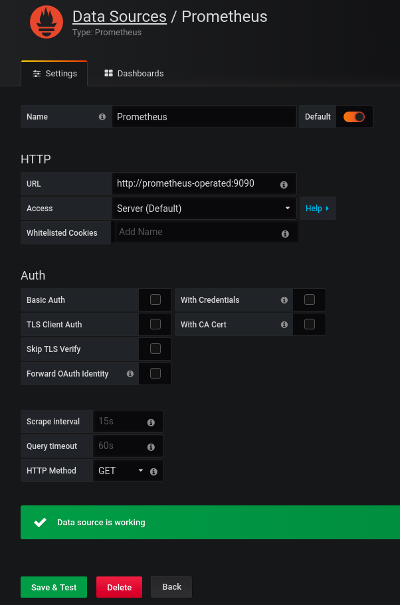 Data Sources / Prometheus
Type: Prometheus
Settings
Dashboards
Name
Prometheus
Default
HTTP
URL
http://prometheus-operated:9090
Access
Server (Default)
Help
Whitelisted Cookies
Add Name
Auth
Basic Auth
With Credentials
TLS Client Auth
With CA Cert
Skip TLS Verify
Forward OAuth Identity
Scrape interval
15s
Query timeout
60s
HTTP Method
GET
Data source is working
Save & Test
Delete
Back